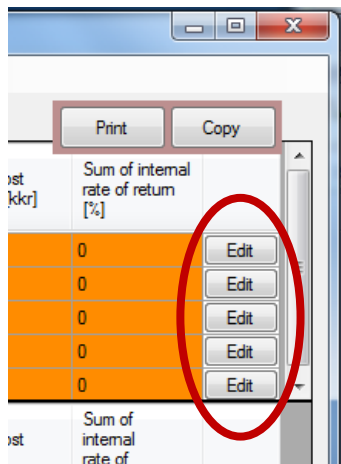 Print Copy
Sum of internal
rate of return
[%]
[kkr]
0 Edit
0 Edit
0 Edit
0 Edit
0 Edit
Sum of
internal
rate of